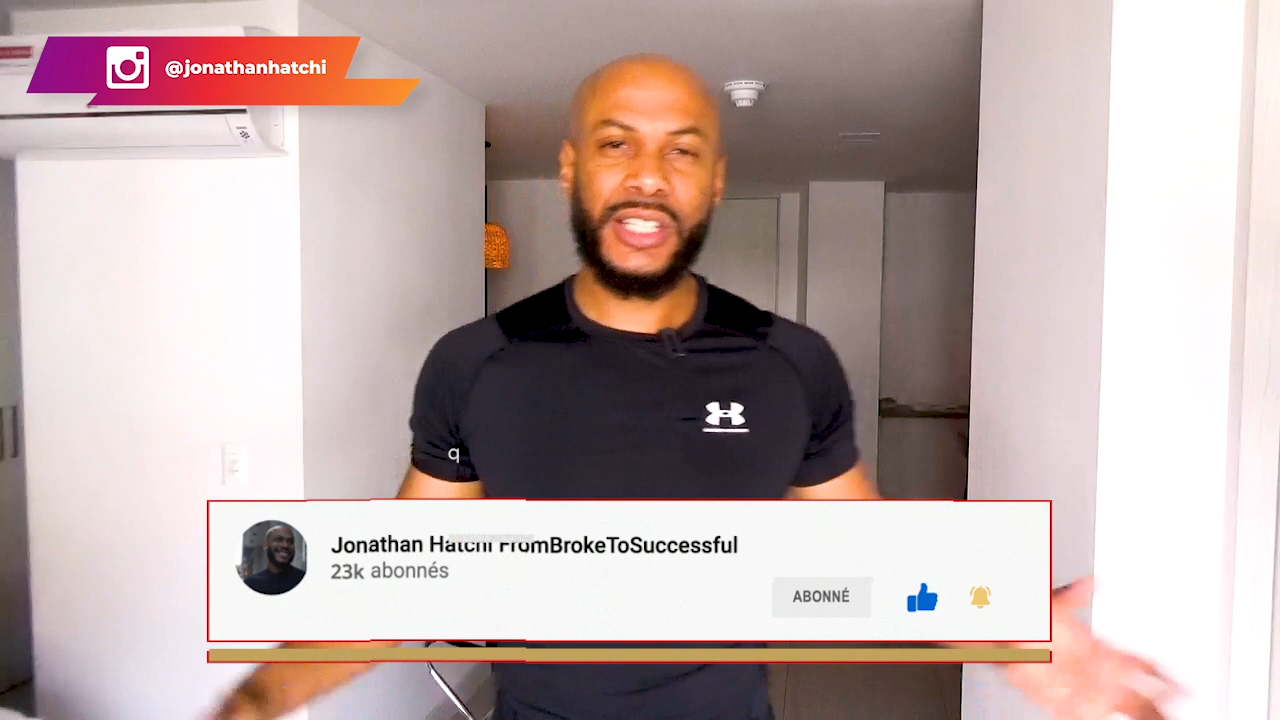 @jonathanhatchi
q
Jonathan Hatchi FromBrokeToSuccessful
23k abonnés
ABONNÉ